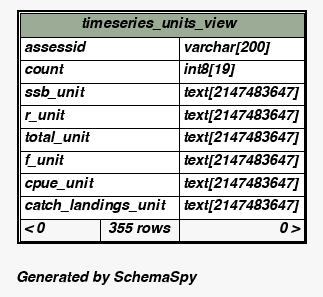 timeseries_units_view
assessid varchar[200]
count int8[19]
ssb_unit text[2147483647]
r_unit text[2147483647]
total_unit text[2147483647]
f_unit text[2147483647]
cpue_unit text[2147483647]
catch_landings_unit text[2147483647]
< 0 355 rows 0 >
Generated by SchemaSpy